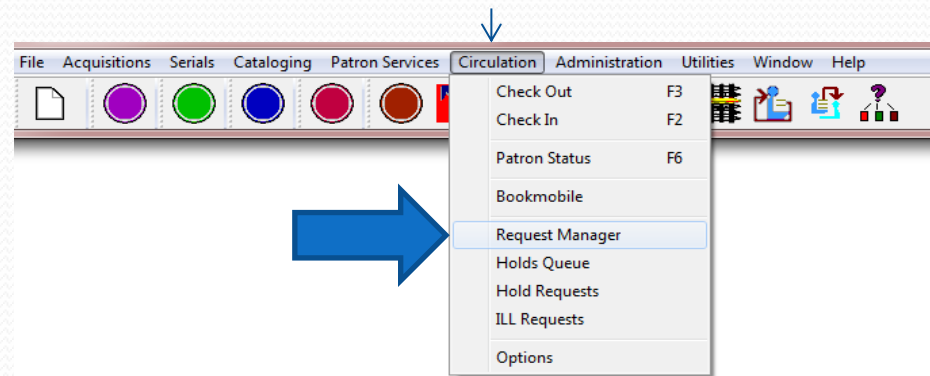 File Acquisitions Serials Cataloging Patron Services Circulation Administration Utilities Window Help
Check Out F3
Check In F2
Patron Status F6
Bookmobile
Request Manager
Holds Queue
Hold Requests
ILL Requests
Options